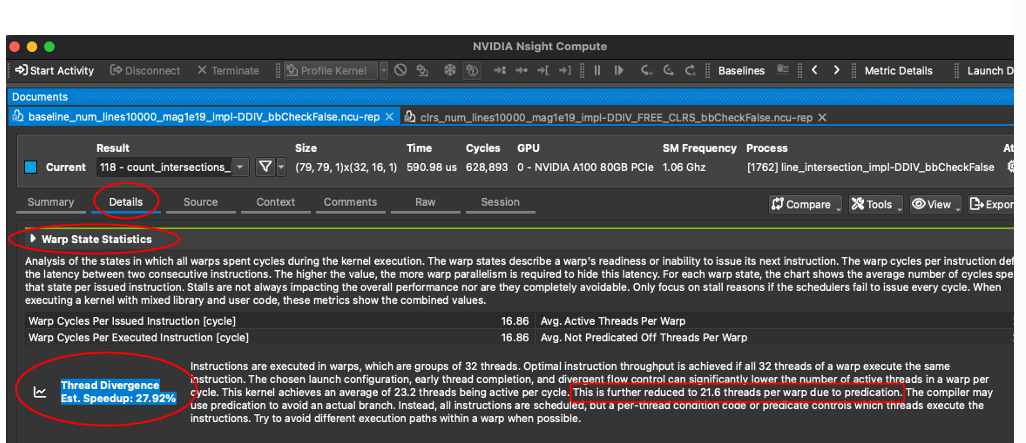 NVIDIA Nsight Compute
Start Activity Disconnect Terminate Profile Kernel Baselines Metric Details Launch D
Documents
baseline_num_lines10000_mag1e19_impl-DDIV_bbCheckFalse.ncu-rep clrs_num_lines10000_mag1e19_impl-DDIV_FREE_CLRS_bbCheckFalse.ncu-rep
Result Size Time Cycles GPU SM Frequency Process At
Current 118 - count_intersections_ (79, 79, 1)x(32, 16, 1) 590.98 us 628,893 0 - NVIDIA A100 80GB PCIe 1.06 Ghz [1762] line_intersection_impl-DDIV_bbCheckFalse
Summary Details Source Context Comments Raw Session Compare Tools View Export
Warp State Statistics
Analysis of the states in which all warps spent cycles during the kernel execution. The warp states describe a warp's readiness or inability to issue its next instruction. The warp cycles per instruction def
the latency between two consecutive instructions. The higher the value, the more warp parallelism is required to hide this latency. For each warp state, the chart shows the average number of cycles spe
that state per issued instruction. Stalls are not always impacting the overall performance nor are they completely avoidable. Only focus on stall reasons if the schedulers fail to issue every cycle. When
executing a kernel with mixed library and user code, these metrics show the combined values.
Warp Cycles Per Issued Instruction [cycle] 16.86 Avg. Active Threads Per Warp
Warp Cycles Per Executed Instruction [cycle] 16.86 Avg. Not Predicated Off Threads Per Warp
Instructions are executed in warps, which are groups of 32 threads. Optimal instruction throughput is achieved if all 32 threads of a warp execute the same
Thread Divergence instruction. The chosen launch configuration, early thread completion, and divergent flow control can significantly lower the number of active threads in a warp per
Est. Speedup: 27.92% cycle. This kernel achieves an average of 23.2 threads being active per cycle. This is further reduced to 21.6 threads per warp due to predication. The compiler may
use predication to avoid an actual branch. Instead, all instructions are scheduled, but a per-thread condition code or predicate controls which threads execute the
instructions. Try to avoid different execution paths within a warp when possible.